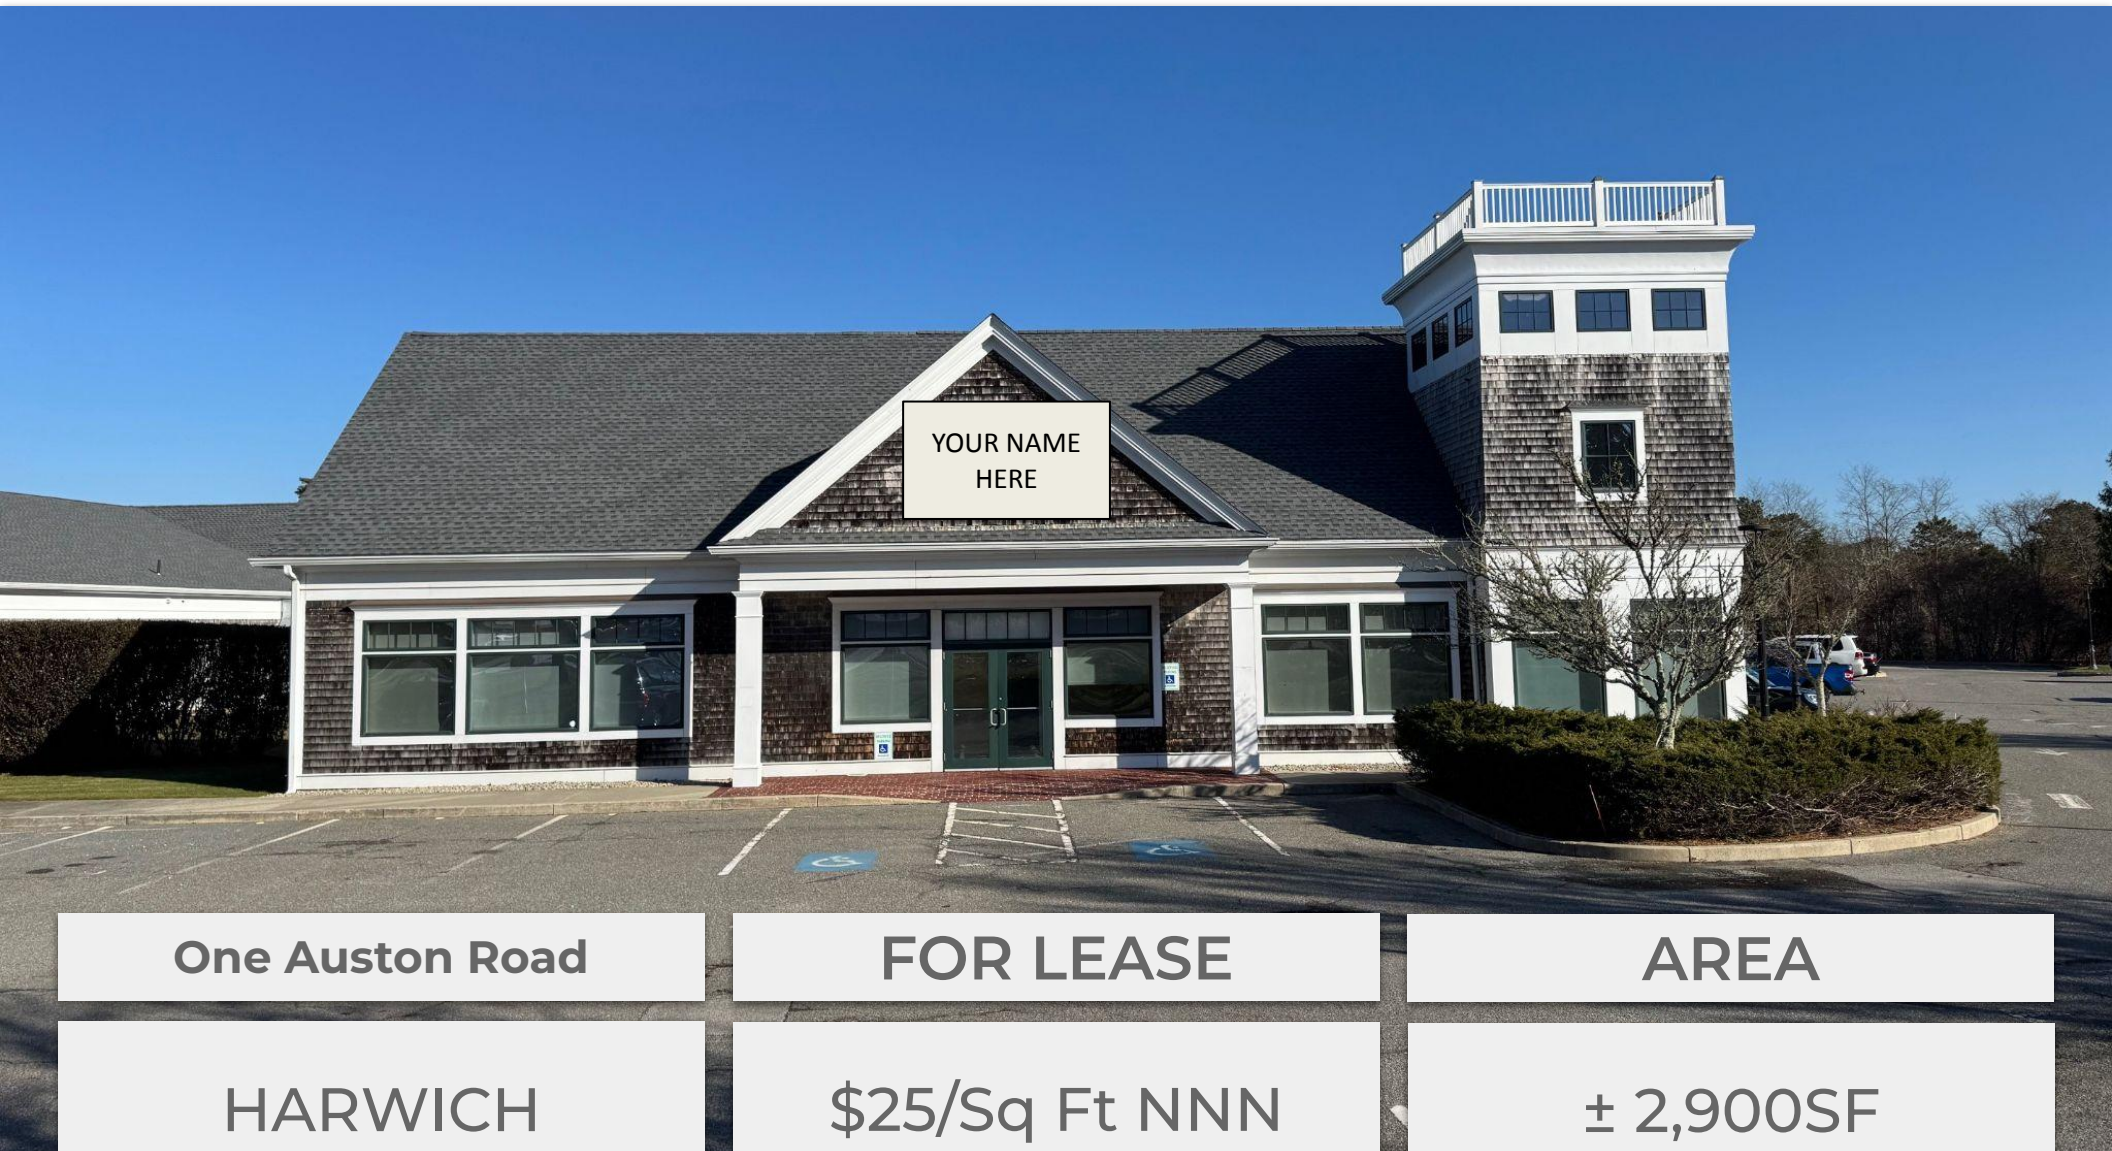 YOUR NAME
HERE
One Auston Road
FOR LEASE
AREA
HARWICH
$25/Sq Ft NNN
± 2,900SF